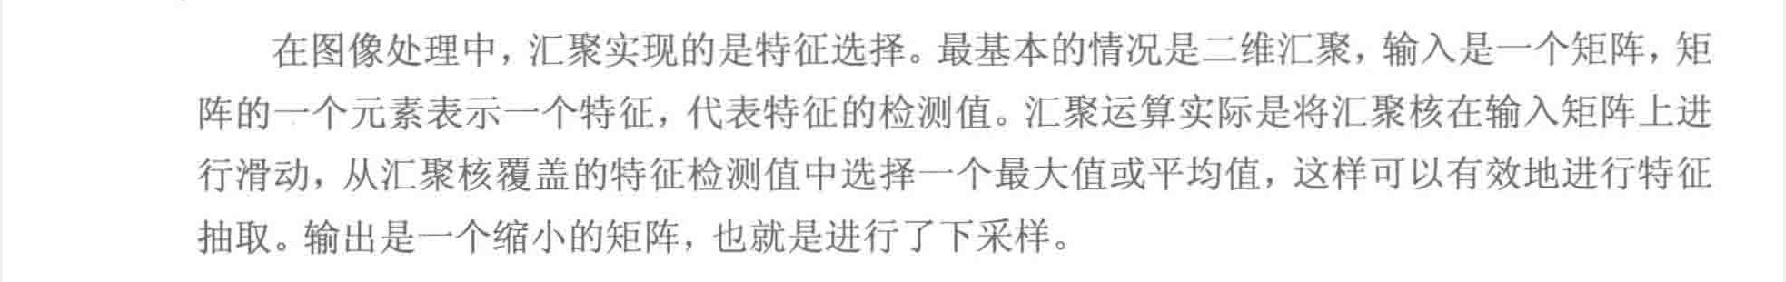 在图像处理中，汇聚实现的是特征选择。最基本的情况是二维汇聚，输入是一个矩阵，矩
阵的一个元素表示一个特征，代表特征的检测值。汇聚运算实际是将汇聚核在输入矩阵上进
行滑动，从汇聚核覆盖的特征检测值中选择一个最大值或平均值，这样可以有效地进行特征
抽取。输出是一个缩小的矩阵，也就是进行了下采样。